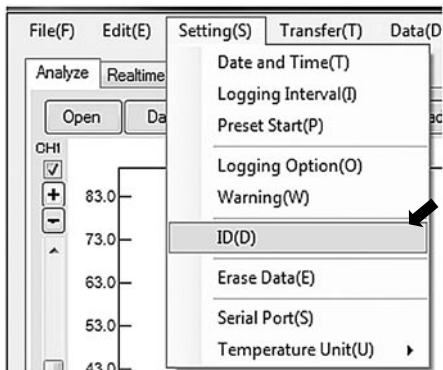 File(F) Edit(E) Setting(S) Transfer(T) Data(D
Analyze Realtime
Open Da
CH1
83.0
73.0
63.0
53.0
43.0
Date and Time(T)
Logging Interval(I)
Preset Start(P)
Logging Option(O)
Warning(W)
ID(D)
Erase Data(E)
Serial Port(S)
Temperature Unit(U)